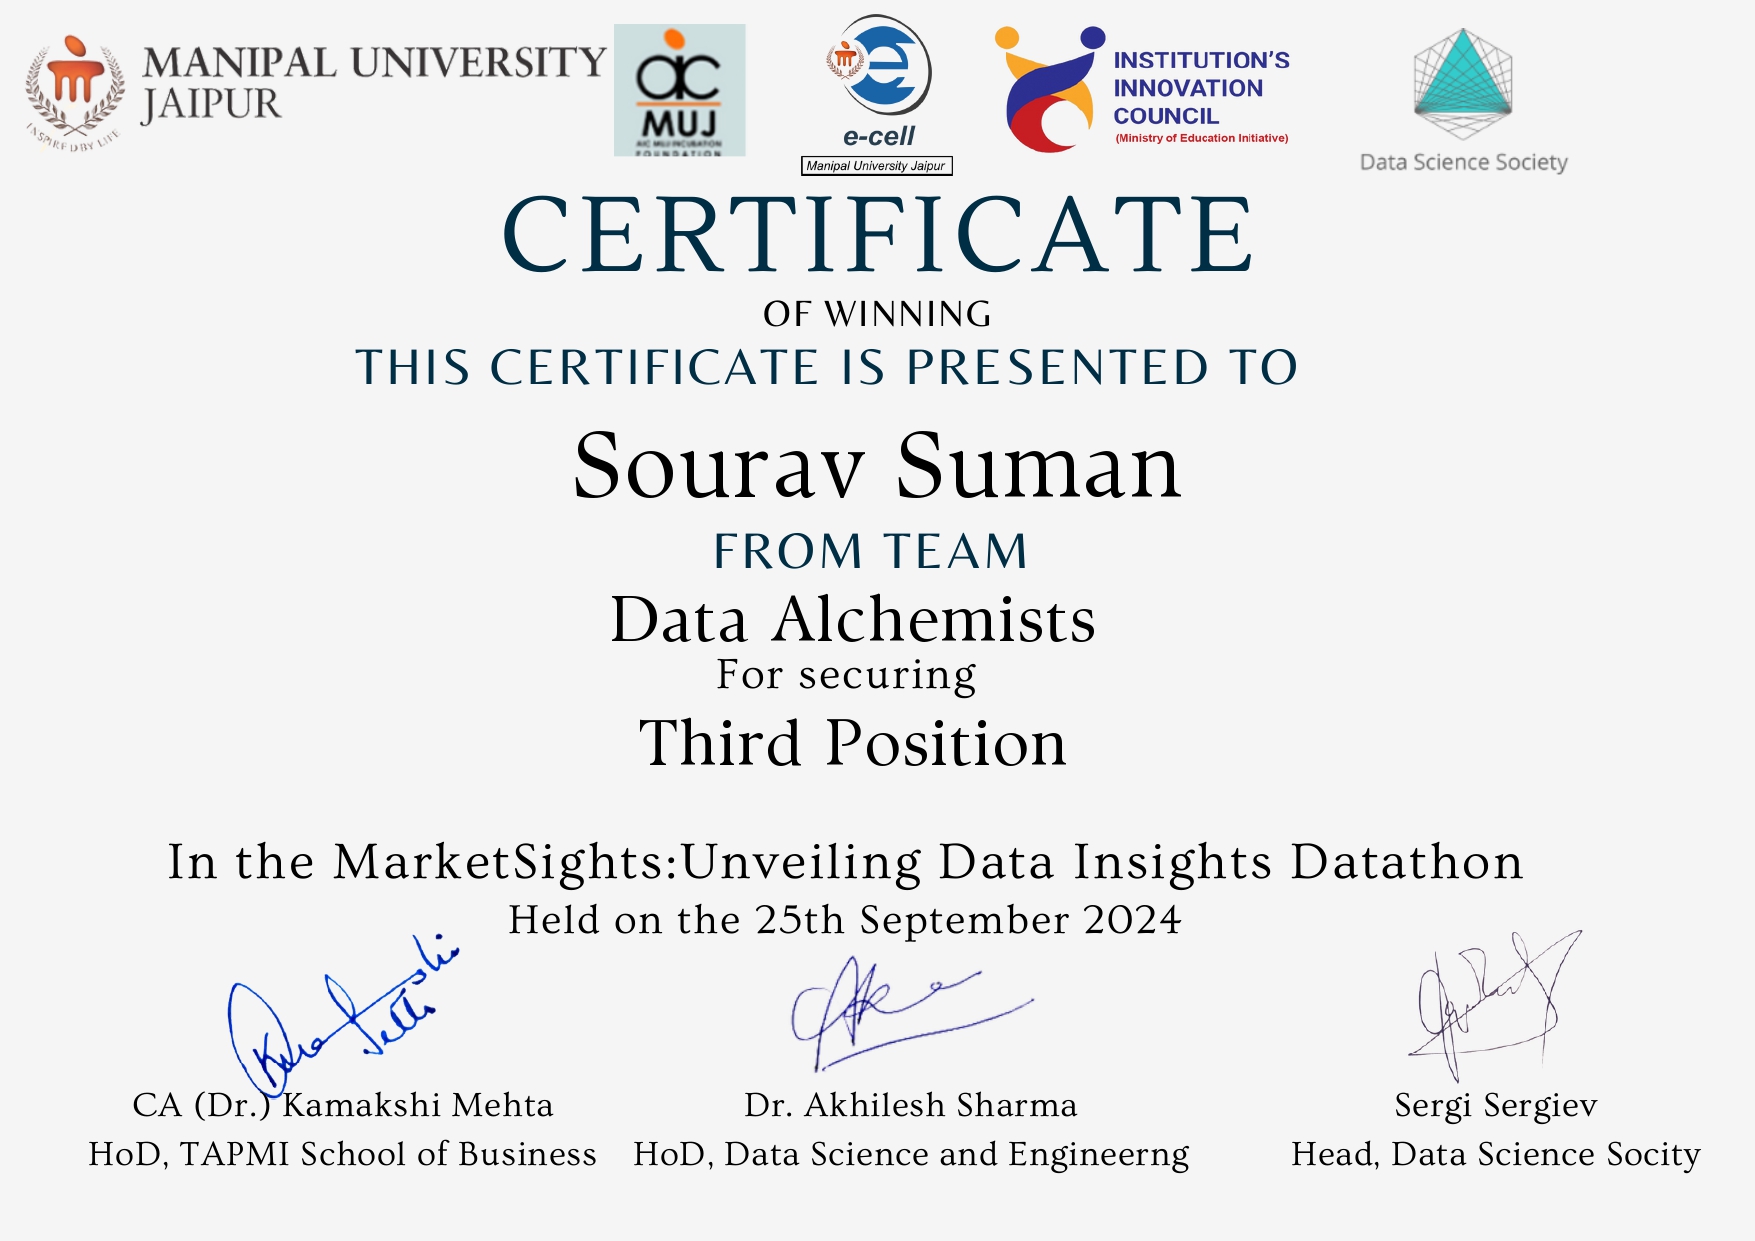 MANIPAL UNIVERSITY
JAIPUR
INSPIRED BY LIFE
aic
MUJ
AIC MUJ INCUBATION
FOUNDATION
e
e-cell
Manipal University Jaipur
INSTITUTION'S
INNOVATION
COUNCIL
(Ministry of Education Initiative)
Data Science Society
CERTIFICATE
OF WINNING
THIS CERTIFICATE IS PRESENTED TO
Sourav Suman
FROM TEAM
Data Alchemists
For securing
Third Position
In the MarketSights:Unveiling Data Insights Datathon
Held on the 25th September 2024
CA (Dr.) Kamakshi Mehta
HoD, TAPMI School of Business
Dr. Akhilesh Sharma
HoD, Data Science and Engineerng
Sergi Sergiev
Head, Data Science Socity